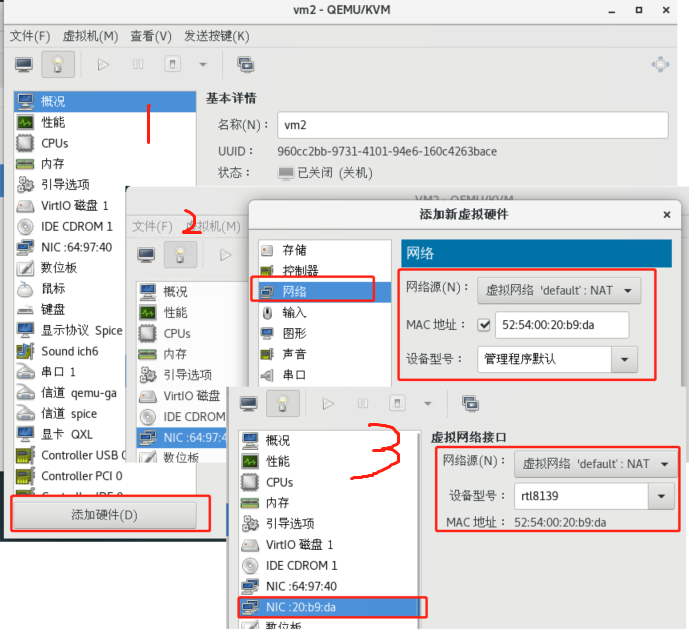 vm2 - QEMU/KVM
文件(F) 虚拟机(M) 查看(V) 发送按键(K)
概况
性能
CPUs
内存
引导选项
VirtIO 磁盘 1
IDE CDROM 1
NIC :64:97:40
数位板
鼠标
键盘
显示协议 Spice
Sound ich6
串口 1
信道 qemu-ga
信道 spice
显卡 QXL
Controller USB 0
Controller PCI 0
添加硬件(D)
1
基本详情
名称(N)： vm2
UUID： 960cc2bb-9731-4101-94e6-160c4263bace
状态： 已关闭 (关机)
2
文件(F) 虚拟机(M)
概况
性能
CPUs
内存
引导选项
VirtIO 磁盘
IDE CDROM
NIC :64:97:4
数位板
添加新虚拟硬件
存储
控制器
网络
输入
图形
声音
串口
网络
网络源(N)： 虚拟网络 'default' : NAT
MAC 地址： 52:54:00:20:b9:da
设备型号： 管理程序默认
3
概况
性能
CPUs
内存
引导选项
VirtIO 磁盘 1
IDE CDROM 1
NIC :64:97:40
NIC :20:b9:da
数位板
虚拟网络接口
网络源(N)： 虚拟网络 'default' : NAT
设备型号： rtl8139
MAC 地址： 52:54:00:20:b9:da